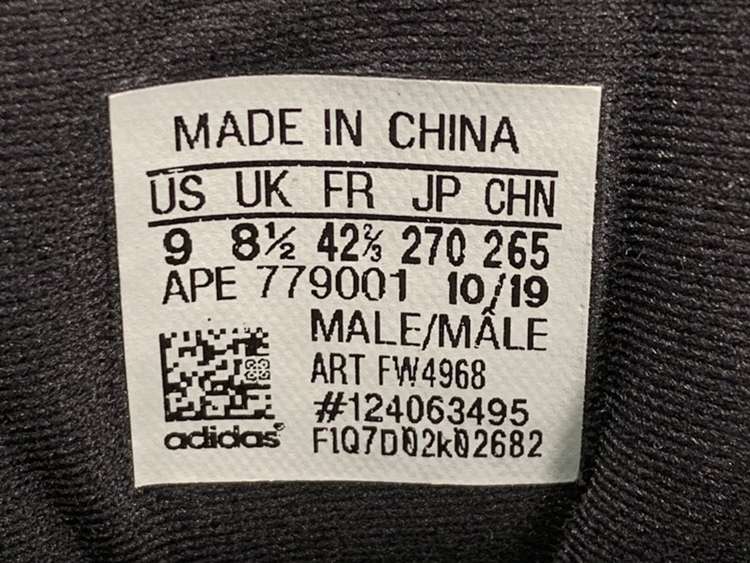 MADE IN CHINA
US UK FR JP CHN
9 8½ 42⅔ 270 265
APE 779001 10/19
MALE/MÂLE
ART FW4968
#124063495
adidas® F1Q7D02k02682